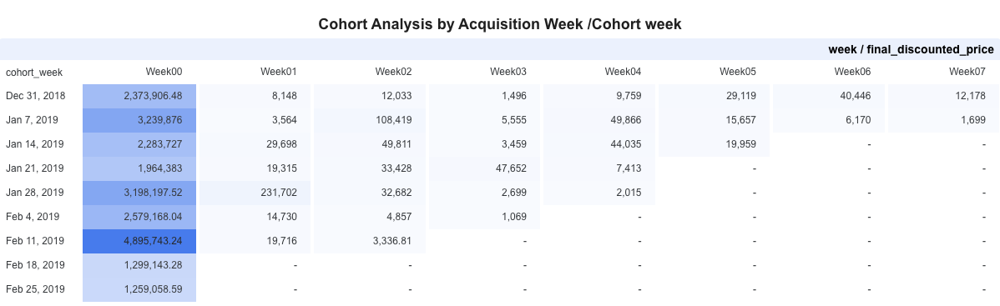 Cohort Analysis by Acquisition Week /Cohort week
week / final_discounted_price
cohort_week Week00 Week01 Week02 Week03 Week04 Week05 Week06 Week07
Dec 31, 2018 2,373,906.48 8,148 12,033 1,496 9,759 29,119 40,446 12,178
Jan 7, 2019 3,239,876 3,564 108,419 5,555 49,866 15,657 6,170 1,699
Jan 14, 2019 2,283,727 29,698 49,811 3,459 44,035 19,959 - -
Jan 21, 2019 1,964,383 19,315 33,428 47,652 7,413 - - -
Jan 28, 2019 3,198,197.52 231,702 32,682 2,699 2,015 - - -
Feb 4, 2019 2,579,168.04 14,730 4,857 1,069 - - - -
Feb 11, 2019 4,895,743.24 19,716 3,336.81 - - - - -
Feb 18, 2019 1,299,143.28 - - - - - - -
Feb 25, 2019 1,259,058.59 - - - - - - -